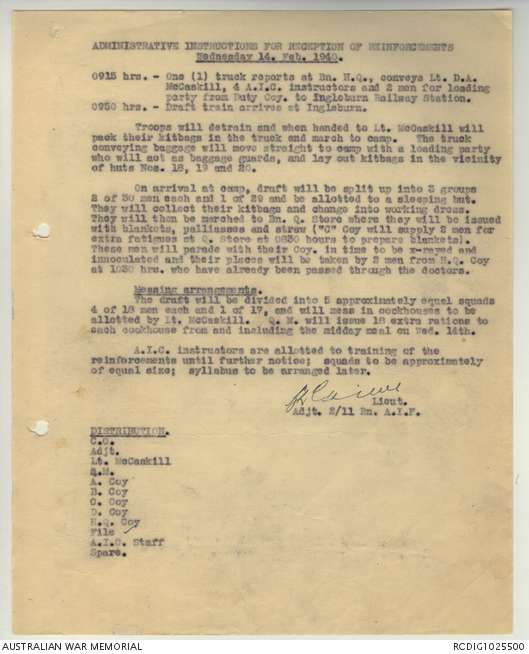 ADMINISTRATIVE INSTRUCTIONS FOR RECEPTION OF REINFORCEMENTS
Wednesday 14. Feb. 1940.
0915 hrs. - One (1) truck reports at Bn. H.Q., conveys Lt. D.A.
McCaskill, 4 A.I.C. instructors and 2 men for loading
party from Duty Coy. to Ingleburn Railway Station.
0950 hrs. - Draft train arrives at Ingleburn.
Troops will detrain and when handed to Lt. McCaskill will
pack their kitbags in the truck and march to camp. The truck
conveying baggage will move straight to camp with a loading party
who will act as baggage guards, and lay out kitbags in the vicinity
of huts Nos. 18, 19 and 20.
On arrival at camp, draft will be split up into 3 groups
2 of 30 men each and 1 of 29 and be allotted to a sleeping hut.
They will collect their kitbags and change into working dress.
They will then be marched to Bn. Q. Store where they will be issued
with blankets, palliasses and straw ("C" Coy will supply 2 men for
extra fatigues at Q. Store at 0830 hours to prepare blankets).
These men will parade with their Coy. in time to be x-rayed and
innoculated and their places will be taken by 2 men from H.Q. Coy
at 1030 hrs. who have already been passed through the doctors.
Messing arrangements.
The draft will be divided into 5 approximately equal squads
4 of 18 men each and 1 of 17, and will mess in cookhouses to be
allotted by Lt. McCaskill. Q. M. will issue 18 extra rations to
each cookhouse from and including the midday meal on Wed. 14th.
A.I.C. instructors are allotted to training of the
reinforcements until further notice; squads to be approximately
of equal size; syllabus to be arranged later.
Lieut.
Adjt. 2/11 Bn. A.I.F.
DISTRIBUTION.
C.O.
Adjt.
Lt. McCaskill
Q.M.
A. Coy
B. Coy
C. Coy
D. Coy
H.Q. Coy
File
A.I.C. Staff
Spare.
AUSTRALIAN WAR MEMORIAL
RCDIG1025500